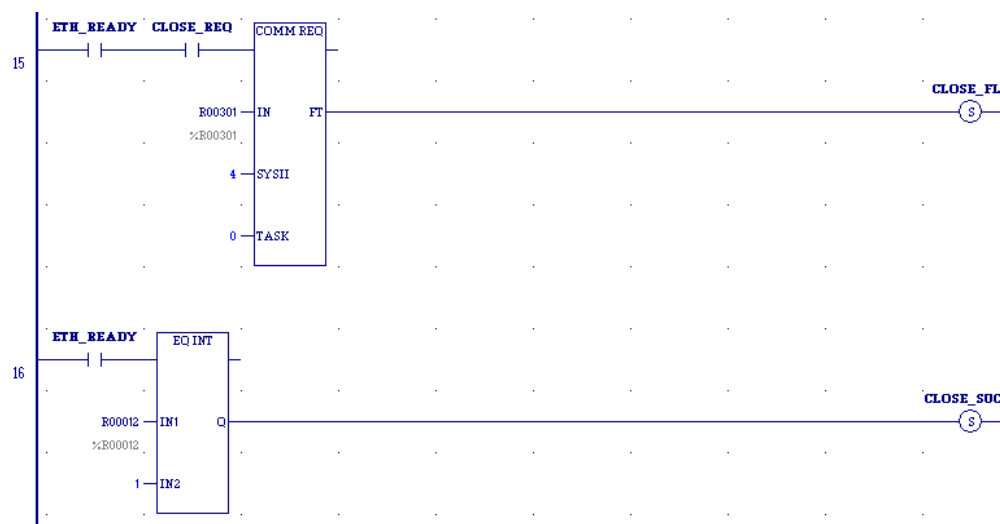 ETH_READY CLOSE_REQ
COMM REQ
15
CLOSE_FL
R00301 IN FT
%R00301 S
4 SYSII
0 TASK
ETH_READY
EQ INT
16
CLOSE_SUC
R00012 IN1 Q S
%R00012
1 IN2